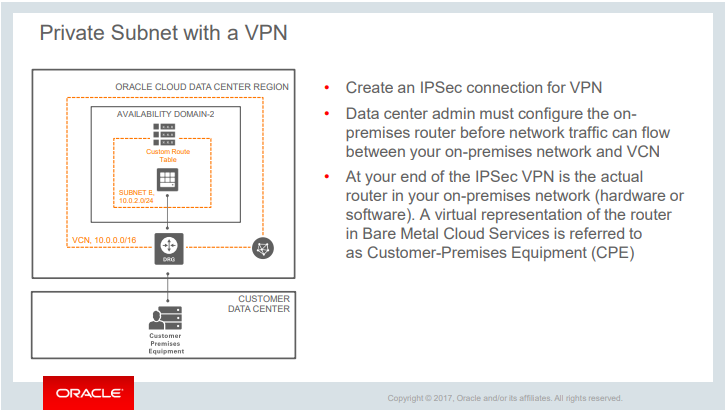 Private Subnet with a VPN
ORACLE CLOUD DATA CENTER REGION
AVAILABILITY DOMAIN-2
Custom Route
Table
SUBNET E,
10.0.2.0/24
VCN, 10.0.0.0/16
DRG
CUSTOMER
DATA CENTER
Customer
Premises
Equipment
• Create an IPSec connection for VPN
• Data center admin must configure the on-
premises router before network traffic can flow
between your on-premises network and VCN
• At your end of the IPSec VPN is the actual
router in your on-premises network (hardware or
software). A virtual representation of the router
in Bare Metal Cloud Services is referred to
as Customer-Premises Equipment (CPE)
ORACLE
Copyright © 2017, Oracle and/or its affiliates. All rights reserved.